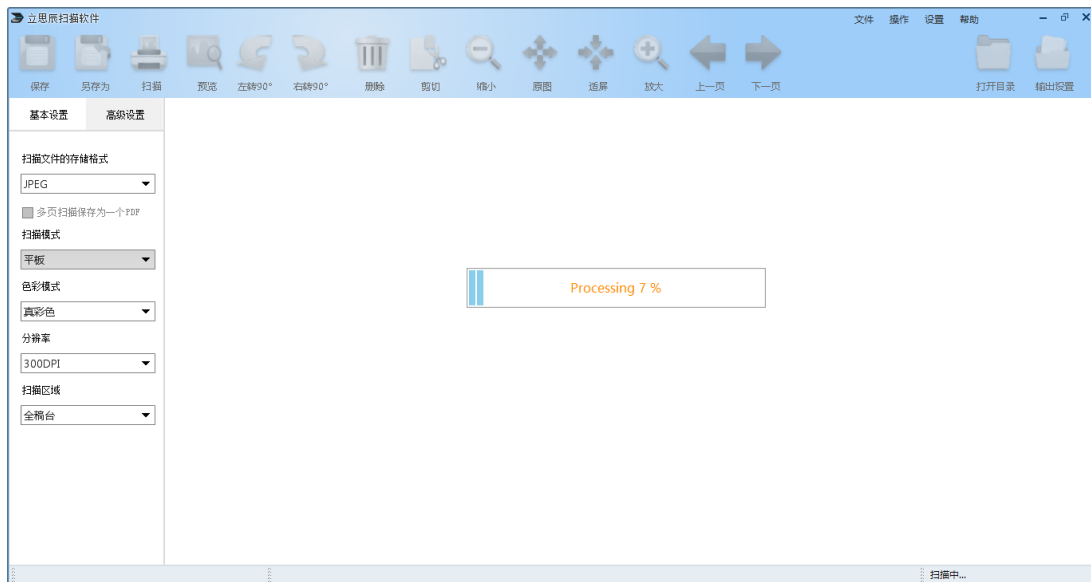 立思辰扫描软件
文件 操作 设置 帮助
保存 另存为 扫描 预览 左转90° 右转90° 删除 剪切 缩小 原图 适屏 放大 上一页 下一页 打开目录 输出设置
基本设置 高级设置
扫描文件的存储格式
JPEG
多页扫描保存为一个PDF
扫描模式
平板
色彩模式
真彩色
分辨率
300DPI
扫描区域
全稿台
Processing 7 %
扫描中...